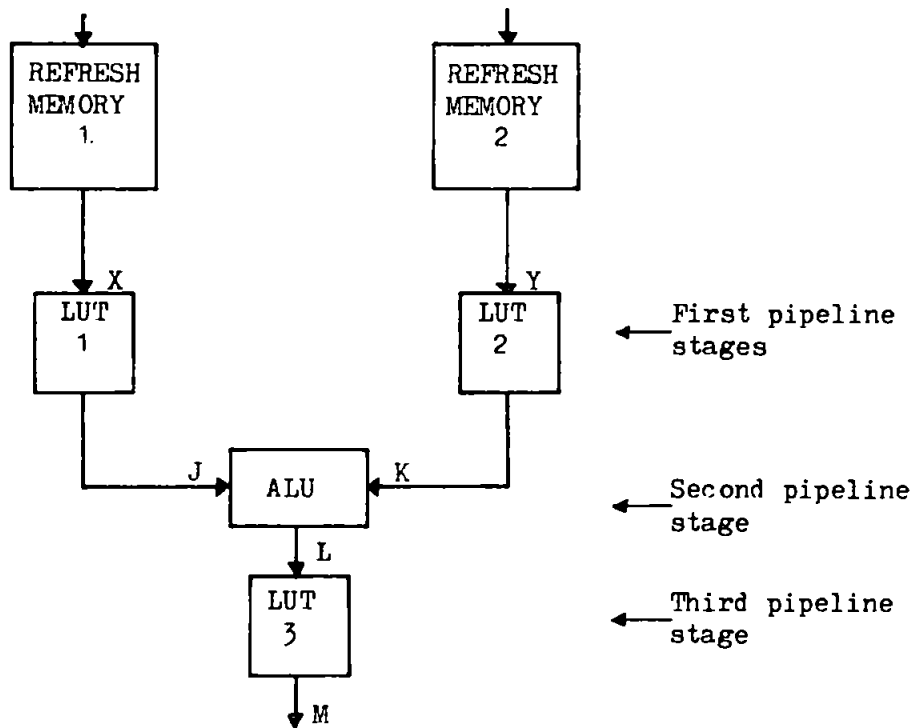 REFRESH
MEMORY
1.
REFRESH
MEMORY
2
X
Y
LUT
1
LUT
2
First pipeline
stages
J
ALU
K
Second pipeline
stage
L
LUT
3
Third pipeline
stage
M